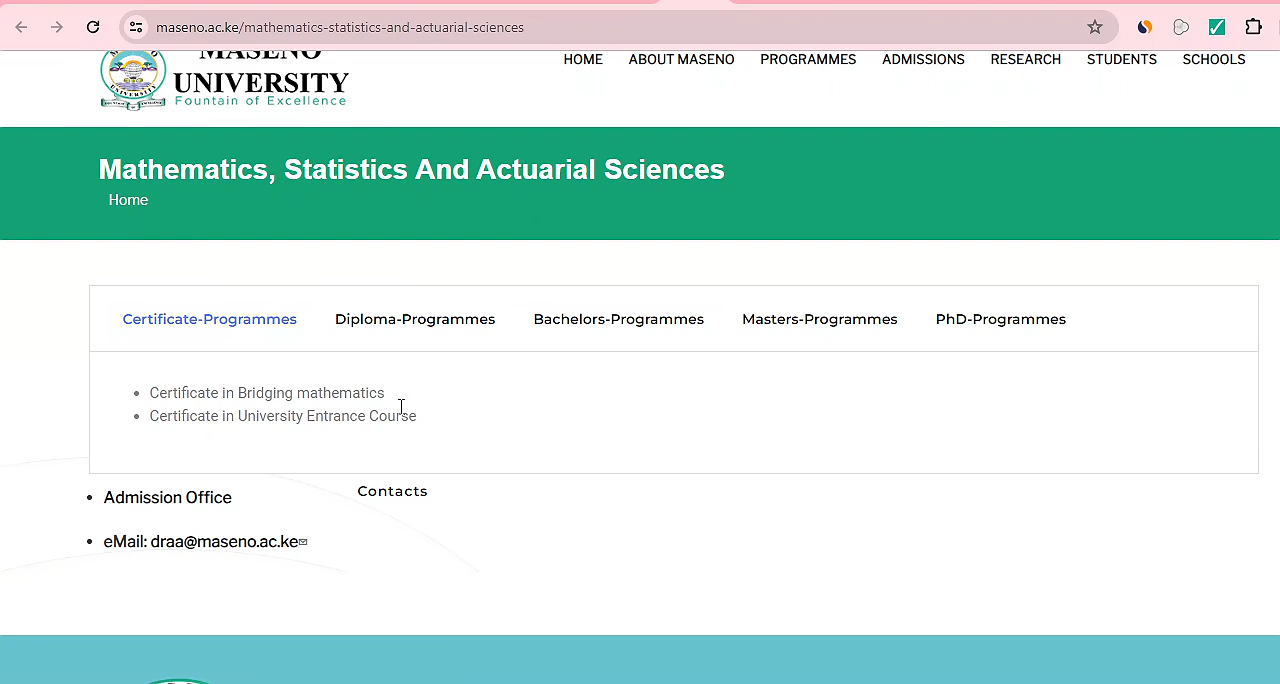 maseno.ac.ke/mathematics-statistics-and-actuarial-sciences
MASENO
UNIVERSITY
Fountain of Excellence
HOME ABOUT MASENO PROGRAMMES ADMISSIONS RESEARCH STUDENTS SCHOOLS
Mathematics, Statistics And Actuarial Sciences
Home
Certificate-Programmes Diploma-Programmes Bachelors-Programmes Masters-Programmes PhD-Programmes
• Certificate in Bridging mathematics
• Certificate in University Entrance Course
• Admission Office
Contacts
• eMail: draa@maseno.ac.ke